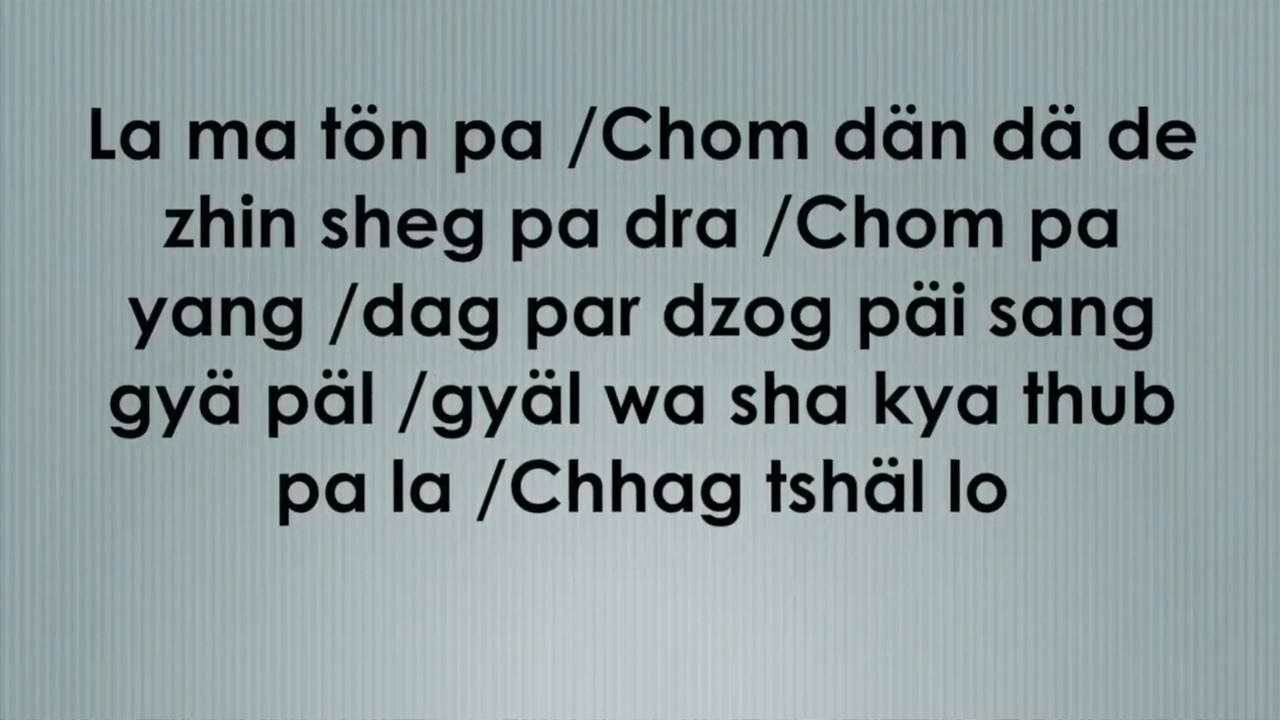 La ma tön pa /Chom dän dä de
zhin sheg pa dra /Chom pa
yang /dag par dzog päi sang
gyä päl /gyäl wa sha kya thub
pa la /Chhag tshäl lo